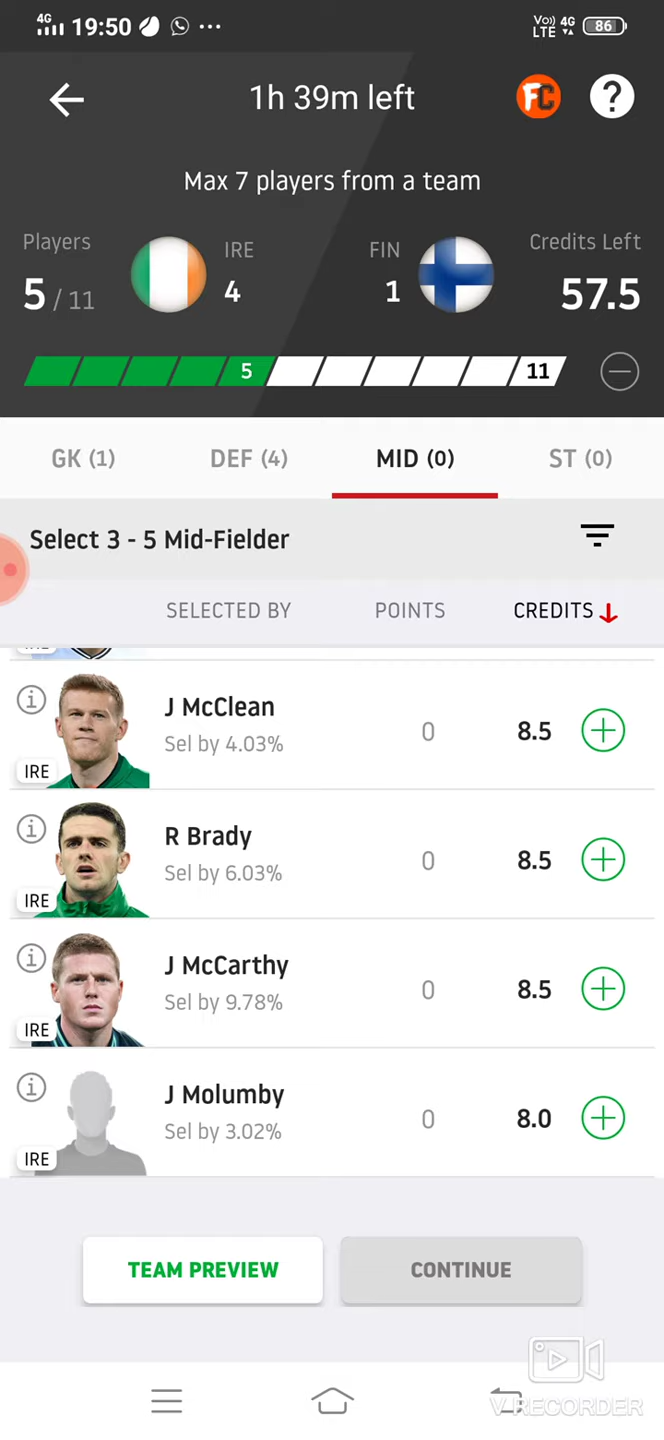 4G 19:50 ... Vo)) LTE 4G 86
1h 39m left FC ?
Max 7 players from a team
Players IRE FIN Credits Left
5 / 11 4 1 57.5
5 11
GK (1) DEF (4) MID (0) ST (0)
Select 3 - 5 Mid-Fielder
SELECTED BY POINTS CREDITS
J McClean
Sel by 4.03% 0 8.5
IRE
R Brady
Sel by 6.03% 0 8.5
IRE
J McCarthy
Sel by 9.78% 0 8.5
IRE
J Molumby
Sel by 3.02% 0 8.0
IRE
TEAM PREVIEW CONTINUE
V RECORDER